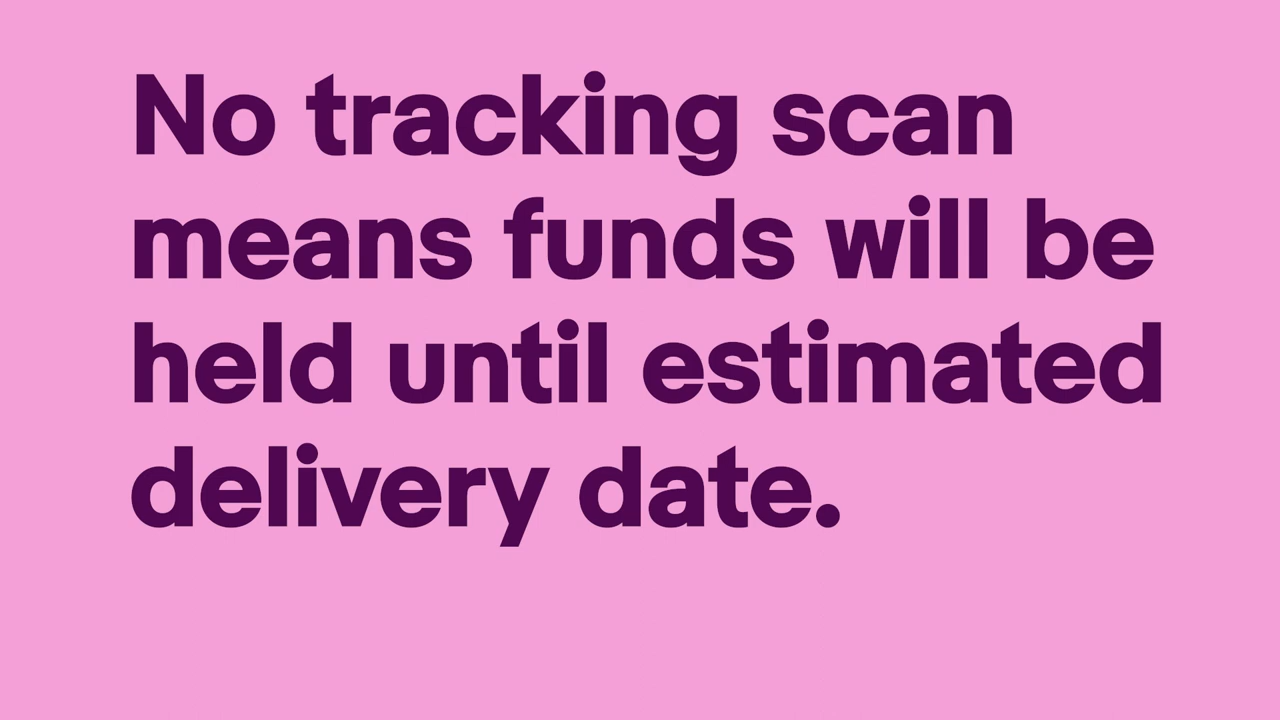 No tracking scan
means funds will be
held until estimated
delivery date.